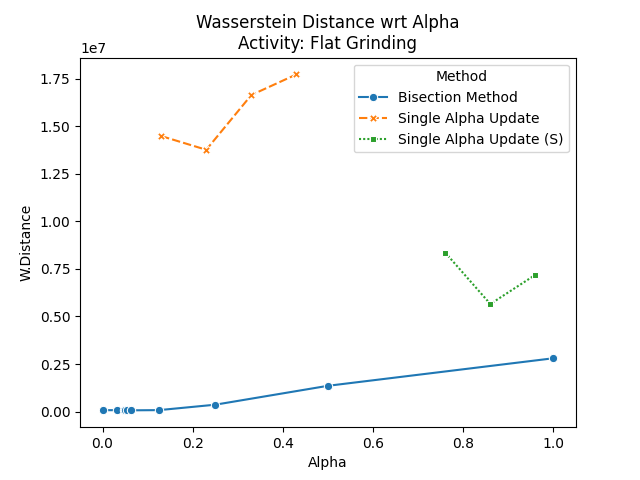 Wasserstein Distance wrt Alpha
Activity: Flat Grinding
1e7
Method
Bisection Method
Single Alpha Update
Single Alpha Update (S)
1.75
1.50
1.25
1.00
0.75
0.50
0.25
0.00
W.Distance
0.0 0.2 0.4 0.6 0.8 1.0
Alpha